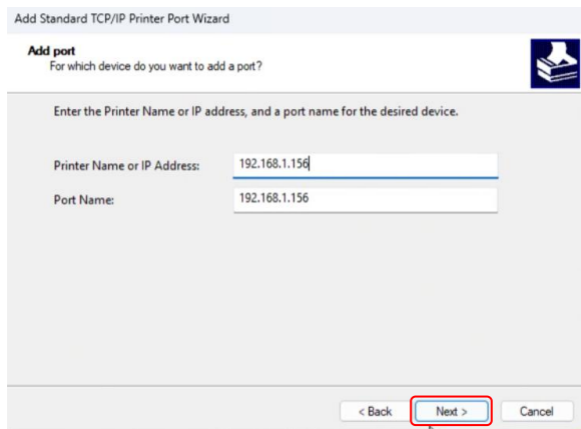 Add Standard TCP/IP Printer Port Wizard
Add port
For which device do you want to add a port?
Enter the Printer Name or IP address, and a port name for the desired device.
Printer Name or IP Address: 192.168.1.156
Port Name: 192.168.1.156
< Back Next > Cancel